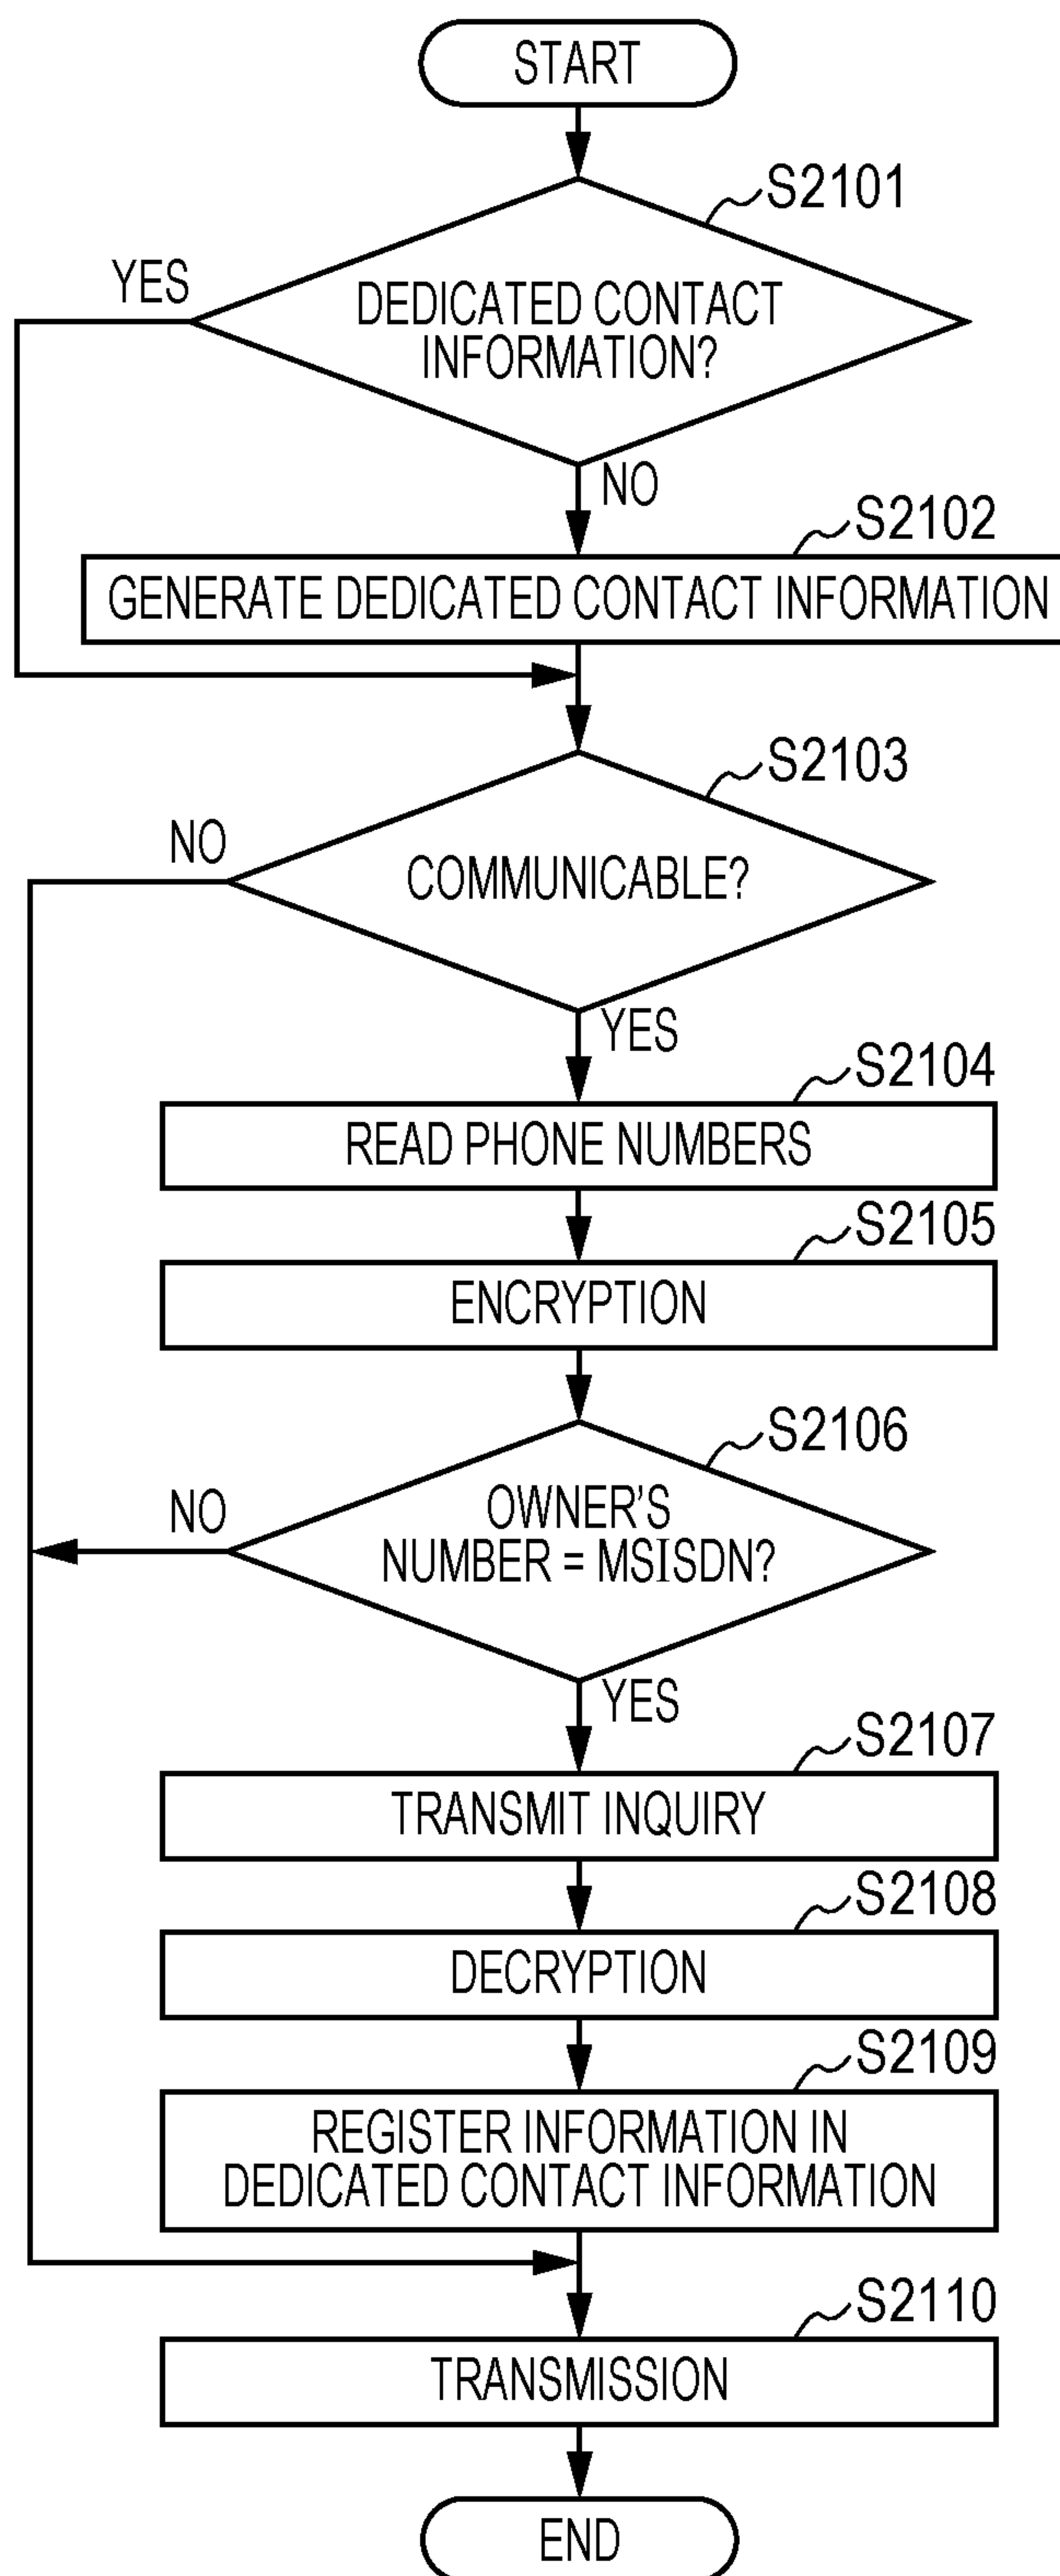 START
S2101
YES
DEDICATED CONTACT
INFORMATION?
NO
S2102
GENERATE DEDICATED CONTACT INFORMATION
S2103
NO
COMMUNICABLE?
YES
S2104
READ PHONE NUMBERS
S2105
ENCRYPTION
S2106
NO
OWNER'S
NUMBER = MSISDN?
YES
S2107
TRANSMIT INQUIRY
S2108
DECRYPTION
S2109
REGISTER INFORMATION IN
DEDICATED CONTACT INFORMATION
S2110
TRANSMISSION
END